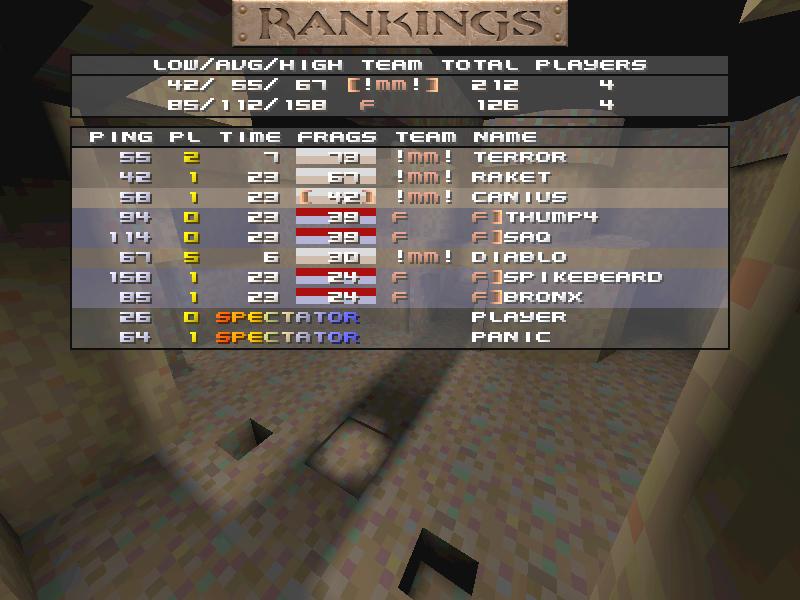 RANKINGS
LOW/AVG/HIGH TEAM TOTAL PLAYERS
42/ 55/ 67 [!mm!] 212 4
85/112/158 F 126 4
PING PL TIME FRAGS TEAM NAME
55 2 7 73 !mm! TERROR
42 1 23 67 !mm! RAKET
58 1 23 [ 42] !mm! CANIUS
94 0 23 39 F F]THUMP4
114 0 23 39 F F]SAQ
67 5 6 30 !mm! DIABLO
158 1 23 24 F F]SPIKEBEARD
85 1 23 24 F F]BRONX
26 0 SPECTATOR PLAYER
64 1 SPECTATOR PANIC